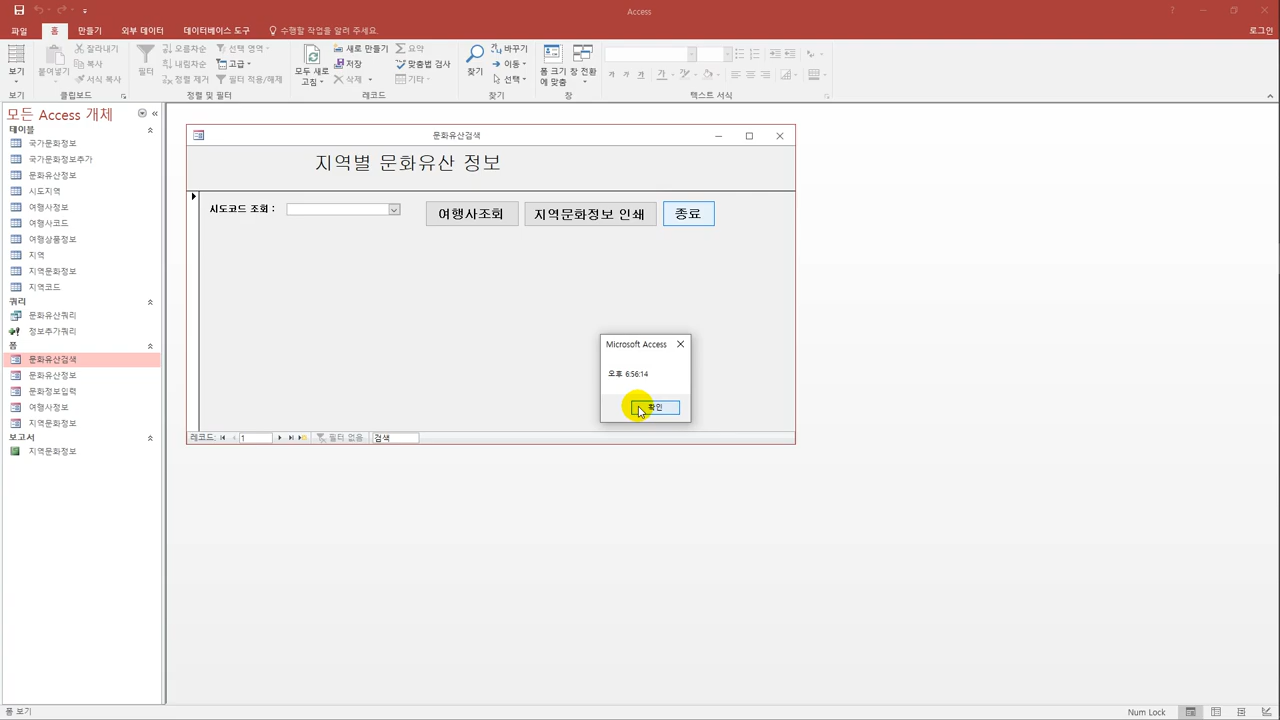 Access
파일 홈 만들기 외부 데이터 데이터베이스 도구 수행할 작업을 알려 주세요.
로그인
보기
보기
붙여넣기
잘라내기
복사
서식 복사
클립보드
필터
오름차순
내림차순
정렬 제거
선택 영역
고급
필터 적용/해제
정렬 및 필터
모두 새로
고침
새로 만들기
저장
삭제
요약
맞춤법 검사
기타
레코드
찾기
바꾸기
이동
선택
찾기
폼 크기
에 맞춤
창 전환
창
가 가 가
텍스트 서식
모든 Access 개체
테이블
국가문화정보
국가문화정보추가
문화유산정보
시도지역
여행사정보
여행사코드
여행상품정보
지역
지역문화정보
지역코드
쿼리
문화유산쿼리
정보추가쿼리
폼
문화유산검색
문화유산정보
문화정보입력
여행사정보
지역문화정보
보고서
지역문화정보
문화유산검색
지역별 문화유산 정보
시도코드 조회 :
여행사조회 지역문화정보 인쇄 종료
Microsoft Access
오후 6:56:14
확인
레코드: 1 필터 없음 검색
폼 보기
Num Lock